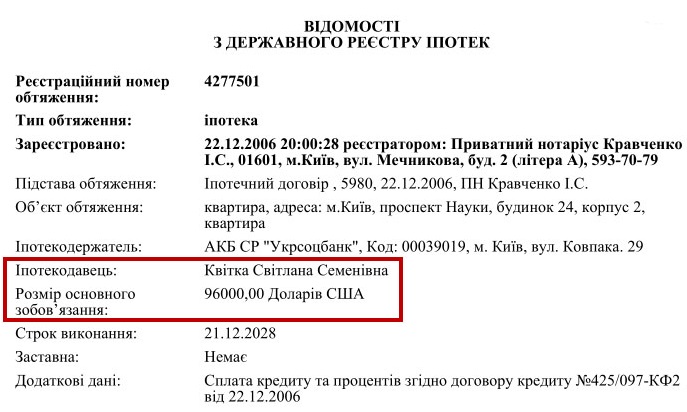 ВІДОМОСТІ
З ДЕРЖАВНОГО РЕЄСТРУ ІПОТЕК
Реєстраційний номер обтяження: 4277501
Тип обтяження: іпотека
Зареєстровано: 22.12.2006 20:00:28 реєстратором: Приватний нотаріус Кравченко
І.С., 01601, м.Київ, вул. Мечникова, буд. 2 (літера А), 593-70-79
Підстава обтяження: Іпотечний договір , 5980, 22.12.2006, ПН Кравченко І.С.
Об’єкт обтяження: квартира, адреса: м.Київ, проспект Науки, будинок 24, корпус 2,
квартира
Іпотекодержатель: АКБ СР "Укрсоцбанк", Код: 00039019, м. Київ, вул. Ковпака. 29
Іпотекодавець: Квітка Світлана Семенівна
Розмір основного зобов’язання: 96000,00 Доларів США
Строк виконання: 21.12.2028
Заставна: Немає
Додаткові дані: Сплата кредиту та процентів згідно договору кредиту №425/097-КФ2
від 22.12.2006